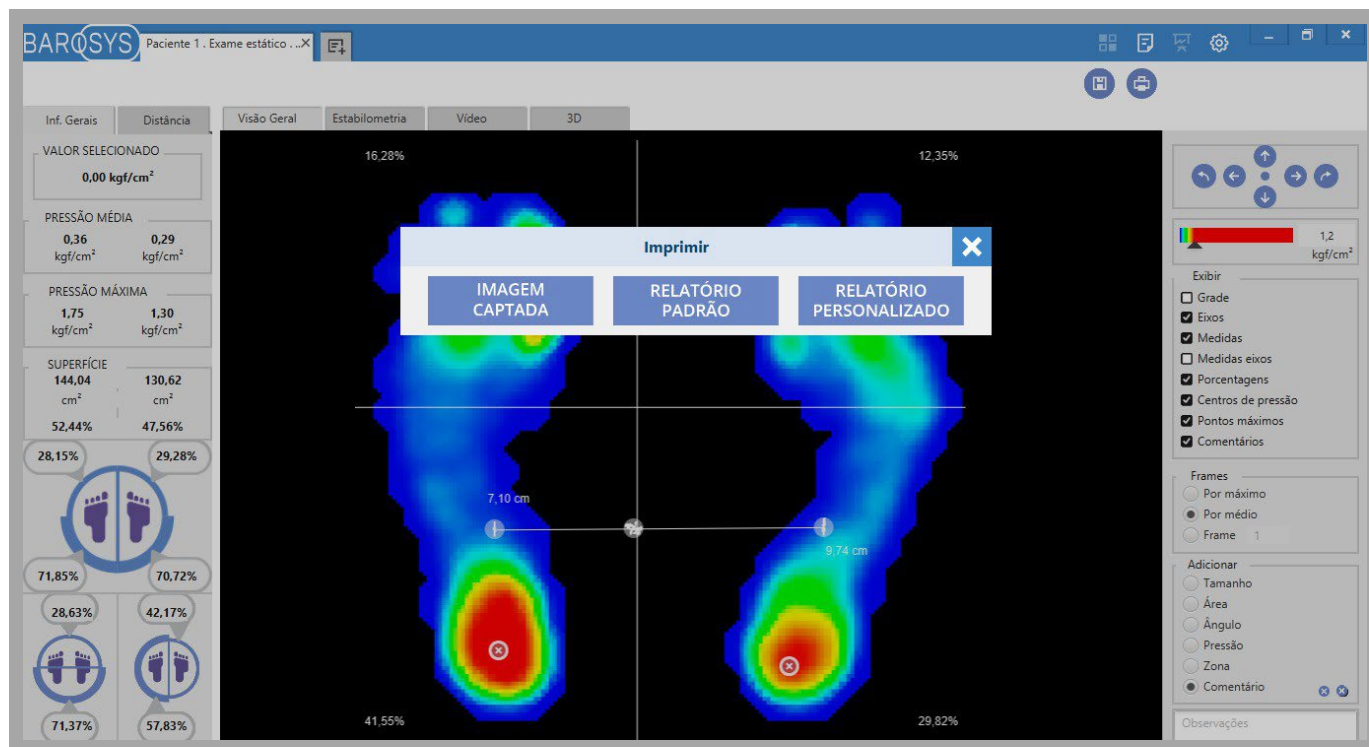 BAROSYS
Paciente 1 . Exame estático . ..X
Inf. Gerais
Distância
Visão Geral
Estabilometria
Vídeo
3D
VALOR SELECIONADO
0,00 kgf/cm²
PRESSÃO MÉDIA
0,36 0,29
kgf/cm² kgf/cm²
PRESSÃO MÁXIMA
1,75 1,30
kgf/cm² kgf/cm²
SUPERFÍCIE
144,04 130,62
cm² cm²
52,44% 47,56%
28,15% 29,28%
71,85% 70,72%
28,63% 42,17%
71,37% 57,83%
16,28% 12,35%
Imprimir
IMAGEM
CAPTADA
RELATÓRIO
PADRÃO
RELATÓRIO
PERSONALIZADO
7,10 cm
9,74 cm
41,55% 29,82%
1,2
kgf/cm²
Exibir
Grade
Eixos
Medidas
Medidas eixos
Porcentagens
Centros de pressão
Pontos máximos
Comentários
Frames
Por máximo
Por médio
Frame 1
Adicionar
Tamanho
Área
Ângulo
Pressão
Zona
Comentário
Observações